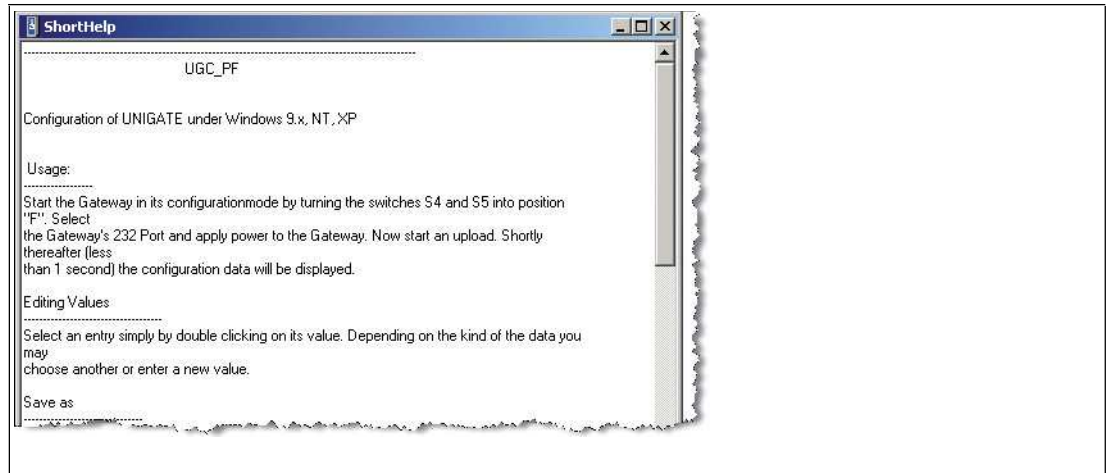 ShortHelp
UGC_PF
Configuration of UNIGATE under Windows 9.x, NT, XP
Usage:
Start the Gateway in its configurationmode by turning the switches S4 and S5 into position
"F". Select
the Gateway's 232 Port and apply power to the Gateway. Now start an upload. Shortly
thereafter (less
than 1 second) the configuration data will be displayed.
Editing Values
Select an entry simply by double clicking on its value. Depending on the kind of the data you
may
choose another or enter a new value.
Save as